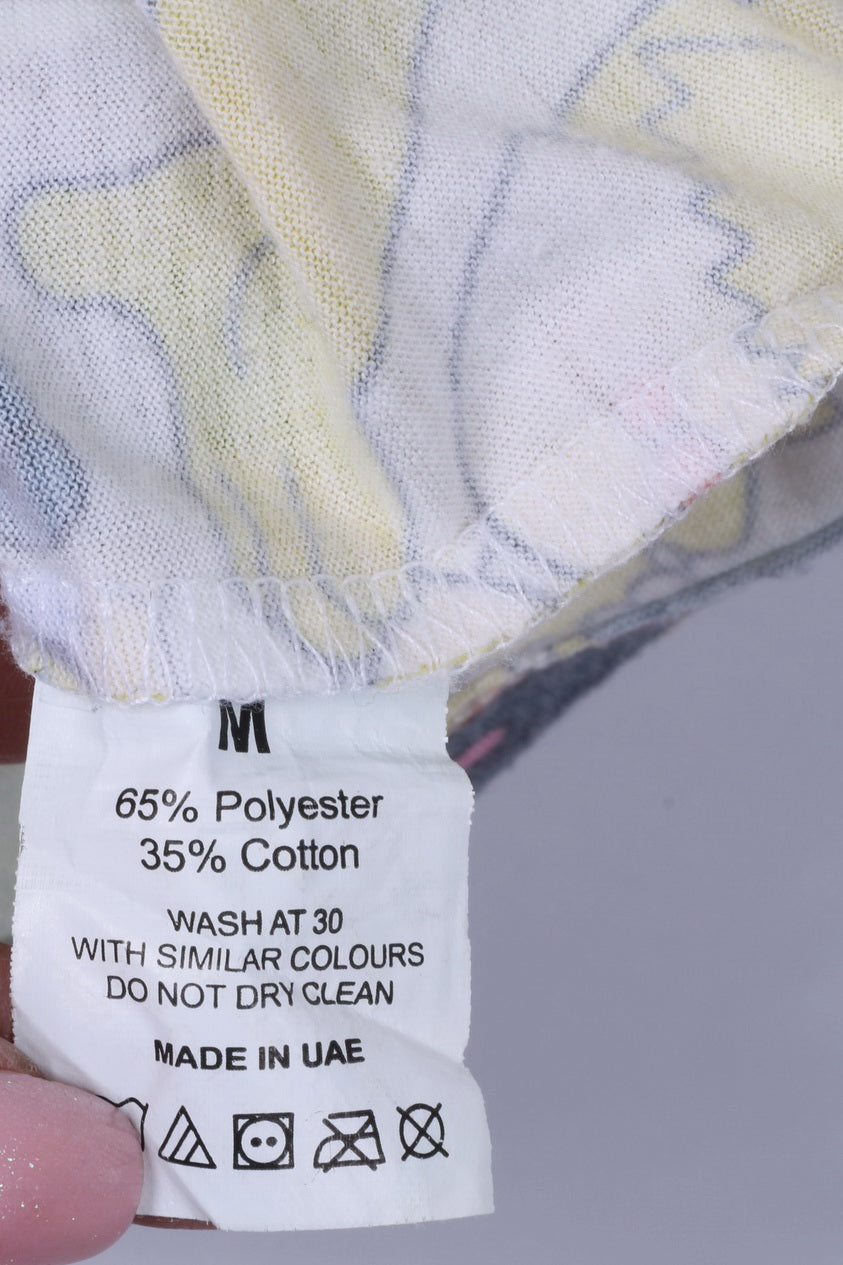 M
65% Polyester
35% Cotton
WASH AT 30
WITH SIMILAR COLOURS
DO NOT DRY CLEAN
MADE IN UAE